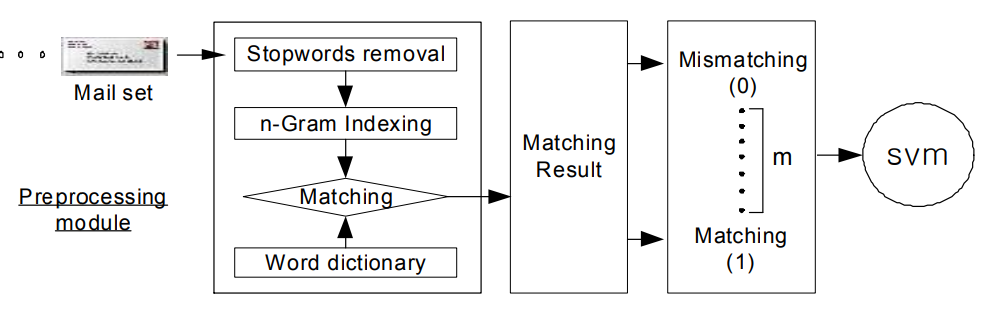 Mail set
Preprocessing
module
Stopwords removal
n-Gram Indexing
Matching
Word dictionary
Matching
Result
Mismatching
(0)
m
Matching
(1)
svm